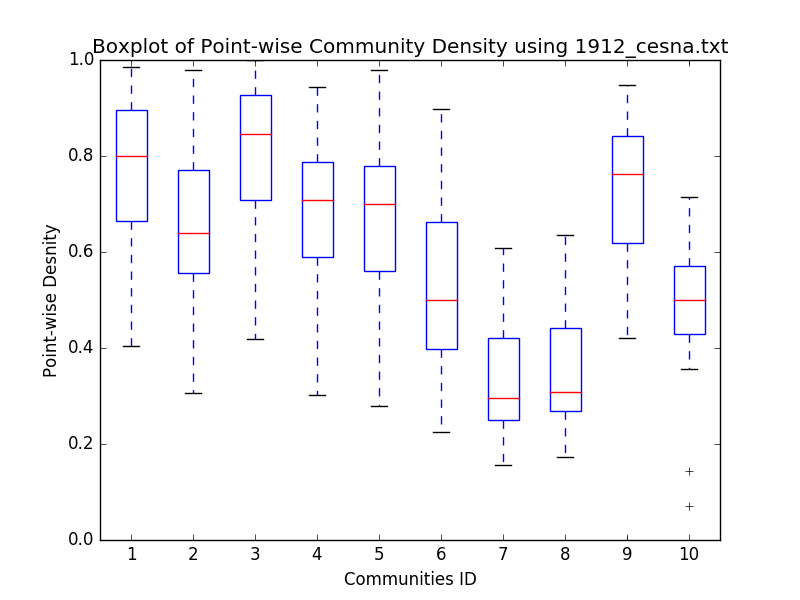 Boxplot of Point-wise Community Density using 1912_cesna.txt
1.0
0.8
0.6
0.4
0.2
0.0
Point-wise Desnity
1 2 3 4 5 6 7 8 9 10
Communities ID